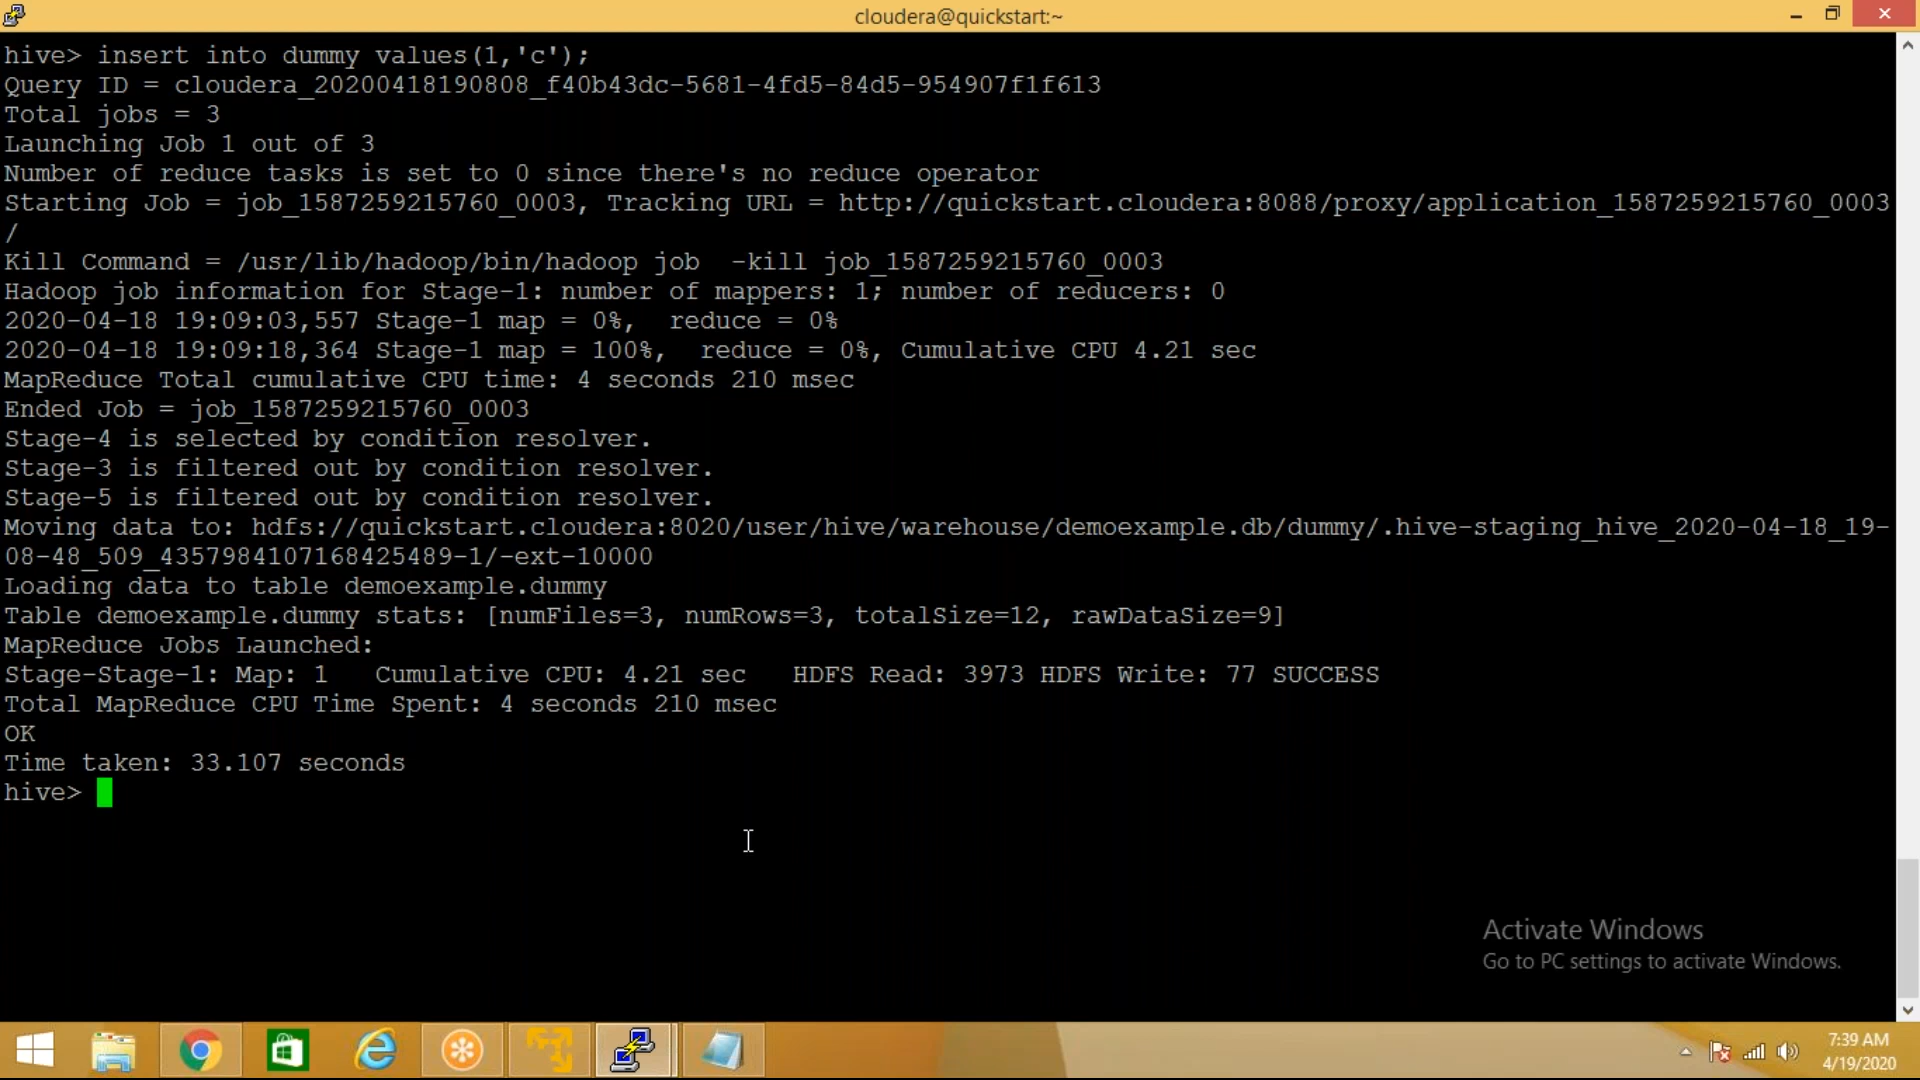 cloudera@quickstart:~
hive> insert into dummy values(1,'c');
Query ID = cloudera_20200418190808_f40b43dc-5681-4fd5-84d5-954907f1f613
Total jobs = 3
Launching Job 1 out of 3
Number of reduce tasks is set to 0 since there's no reduce operator
Starting Job = job_1587259215760_0003, Tracking URL = http://quickstart.cloudera:8088/proxy/application_1587259215760_0003
/
Kill Command = /usr/lib/hadoop/bin/hadoop job  -kill job_1587259215760_0003
Hadoop job information for Stage-1: number of mappers: 1; number of reducers: 0
2020-04-18 19:09:03,557 Stage-1 map = 0%,  reduce = 0%
2020-04-18 19:09:18,364 Stage-1 map = 100%,  reduce = 0%, Cumulative CPU 4.21 sec
MapReduce Total cumulative CPU time: 4 seconds 210 msec
Ended Job = job_1587259215760_0003
Stage-4 is selected by condition resolver.
Stage-3 is filtered out by condition resolver.
Stage-5 is filtered out by condition resolver.
Moving data to: hdfs://quickstart.cloudera:8020/user/hive/warehouse/demoexample.db/dummy/.hive-staging_hive_2020-04-18_19-
08-48_509_4357984107168425489-1/-ext-10000
Loading data to table demoexample.dummy
Table demoexample.dummy stats: [numFiles=3, numRows=3, totalSize=12, rawDataSize=9]
MapReduce Jobs Launched:
Stage-Stage-1: Map: 1   Cumulative CPU: 4.21 sec   HDFS Read: 3973 HDFS Write: 77 SUCCESS
Total MapReduce CPU Time Spent: 4 seconds 210 msec
OK
Time taken: 33.107 seconds
hive>
Activate Windows
Go to PC settings to activate Windows.
7:39 AM
4/19/2020